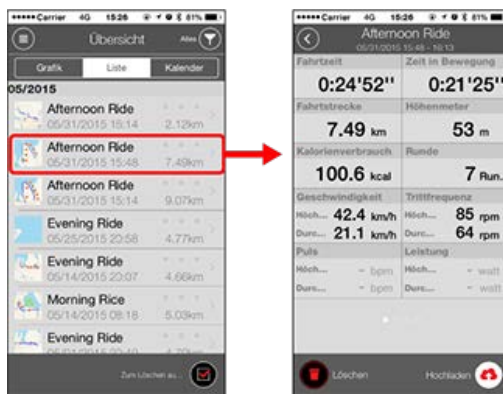 Carrier 4G 15:26 81%
Übersicht
Alles
Grafik Liste Kalender
05/2015
Afternoon Ride
05/31/2015 15:14 2.12km
Afternoon Ride
05/31/2015 15:48 7.49km
Afternoon Ride
05/31/2015 15:14 9.07km
Evening Ride
05/25/2015 20:58 4.77km
Evening Ride
05/14/2015 23:07 4.66km
Morning Rice
05/14/2015 08:18 5.03km
Evening Ride
Zum Löschen au...
Carrier 4G 15:26 81%
Afternoon Ride
05/31/2015 15:48 - 16:13
Fahrtzeit Zeit in Bewegung
0:24'52'' 0:21'25''
Fahrtstrecke Höhenmeter
7.49 km 53 m
Kalorienverbrauch Runde
100.6 kcal 7 Run.
Geschwindigkeit Trittfrequenz
Höch... 42.4 km/h Höch... 85 rpm
Durc... 21.1 km/h Durc... 64 rpm
Puls Leistung
Höch... - bpm Höch... - watt
Durc... - bpm Durc... - watt
Löschen Hochladen